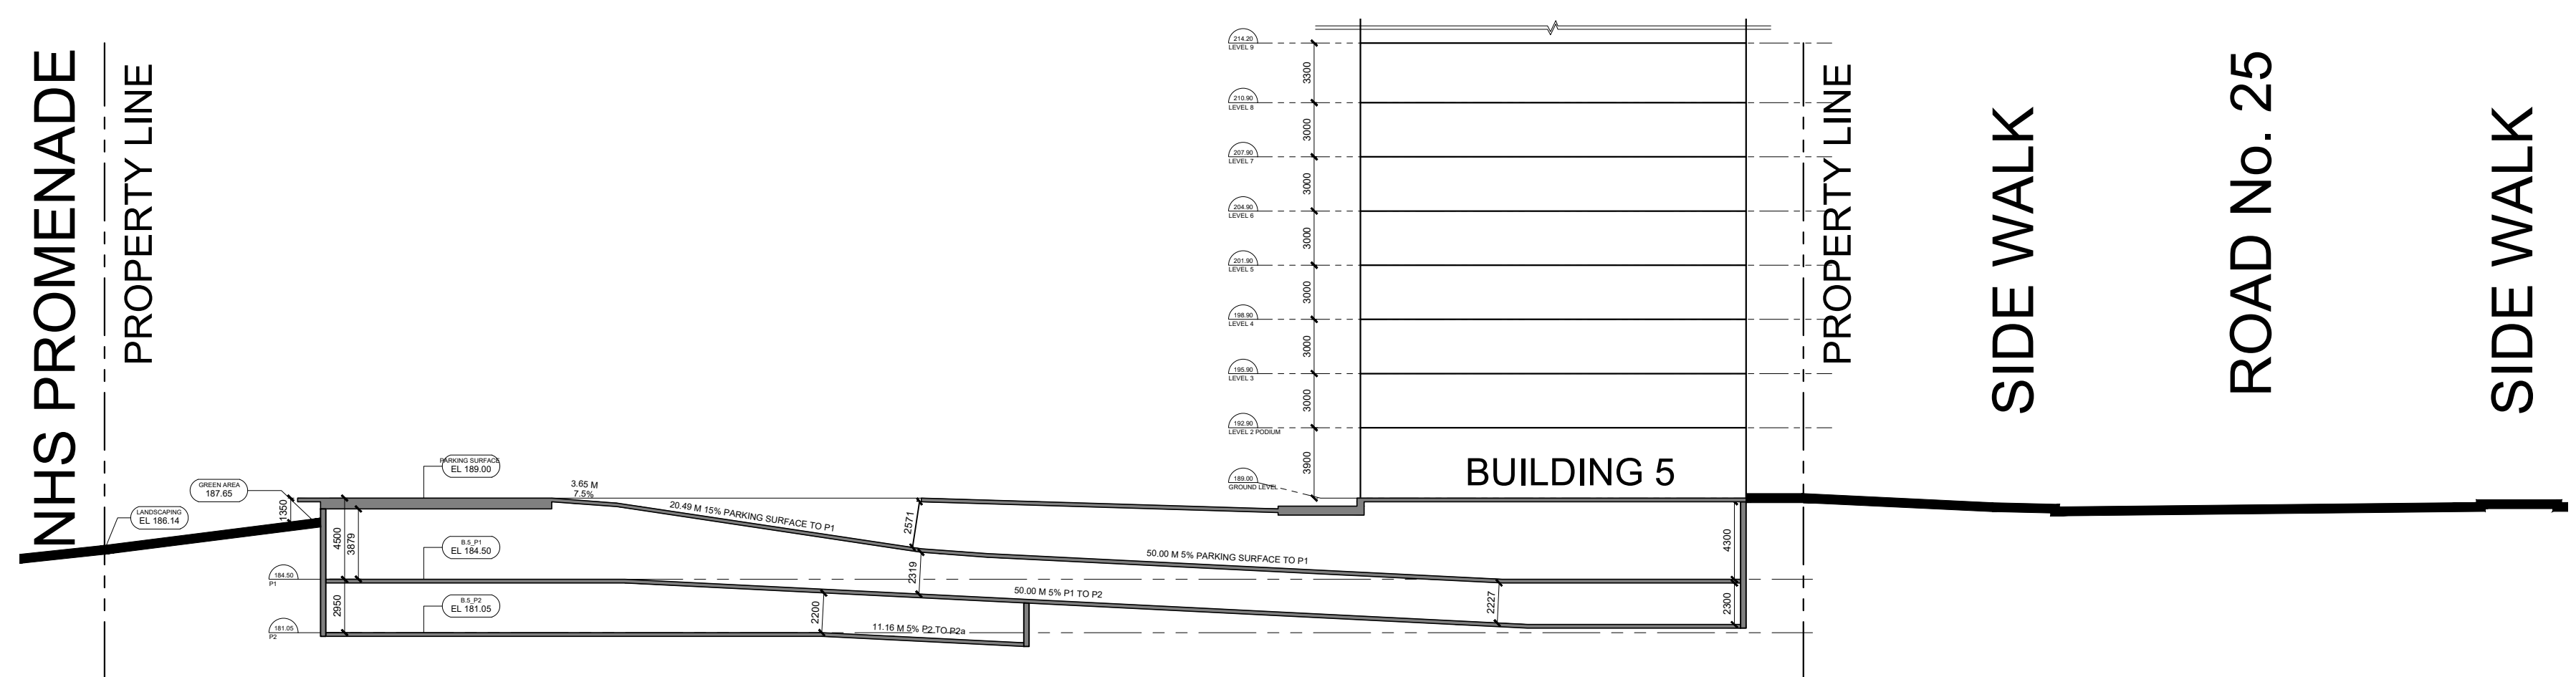 NHS PROMENADE
PROPERTY LINE
214.20
LEVEL 9
3300
210.90
LEVEL 8
3000
207.90
LEVEL 7
3000
204.90
LEVEL 6
3000
201.90
LEVEL 5
3000
198.90
LEVEL 4
3000
195.90
LEVEL 3
3000
192.90
LEVEL 2 PODIUM
3900
189.00
GROUND LEVEL
BUILDING 5
PROPERTY LINE
SIDE WALK
ROAD No. 25
SIDE WALK
PARKING SURFACE
EL 189.00
GREEN AREA
187.65
LANDSCAPING
EL 186.14
1350
4500
3879
3.65 M
7.5%
20.49 M 15% PARKING SURFACE TO P1
2571
50.00 M 5% PARKING SURFACE TO P1
4300
B.5_P1
EL 184.50
184.50
P1
2319
50.00 M 5% P1 TO P2
2950
B.5_P2
EL 181.05
2200
2227
2300
181.05
P2
11.16 M 5% P2 TO P2a